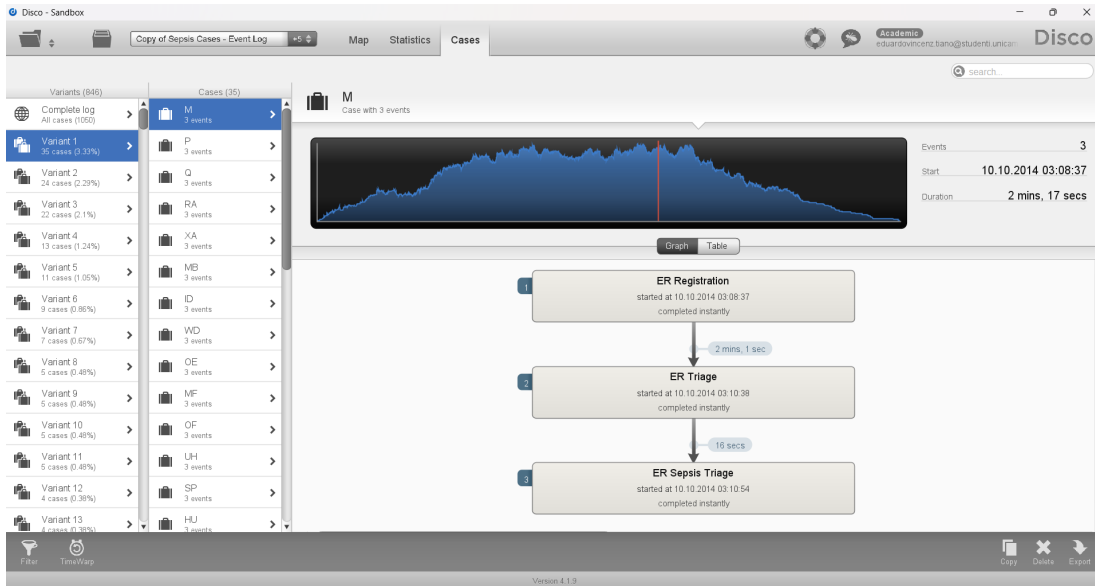 Disco - Sandbox
Copy of Sepsis Cases - Event Log
+5
Map
Statistics
Cases
Academic
eduardovincenz.tiano@studenti.unicam
Disco
search...
Variants (846)
Complete log
All cases (1050)
Variant 1
35 cases (3.33%)
Variant 2
24 cases (2.29%)
Variant 3
22 cases (2.1%)
Variant 4
13 cases (1.24%)
Variant 5
11 cases (1.05%)
Variant 6
9 cases (0.86%)
Variant 7
7 cases (0.67%)
Variant 8
5 cases (0.48%)
Variant 9
5 cases (0.48%)
Variant 10
5 cases (0.48%)
Variant 11
5 cases (0.48%)
Variant 12
4 cases (0.38%)
Variant 13
4 cases (0.38%)
Cases (35)
M
3 events
P
3 events
Q
3 events
RA
3 events
XA
3 events
MB
3 events
ID
3 events
WD
3 events
OE
3 events
MF
3 events
OF
3 events
UH
3 events
SP
3 events
HU
3 events
M
Case with 3 events
Events 3
Start 10.10.2014 03:08:37
Duration 2 mins, 17 secs
Graph
Table
1
ER Registration
started at 10.10.2014 03:08:37
completed instantly
2 mins, 1 sec
2
ER Triage
started at 10.10.2014 03:10:38
completed instantly
16 secs
3
ER Sepsis Triage
started at 10.10.2014 03:10:54
completed instantly
Filter
TimeWarp
Copy
Delete
Export
Version 4.1.9